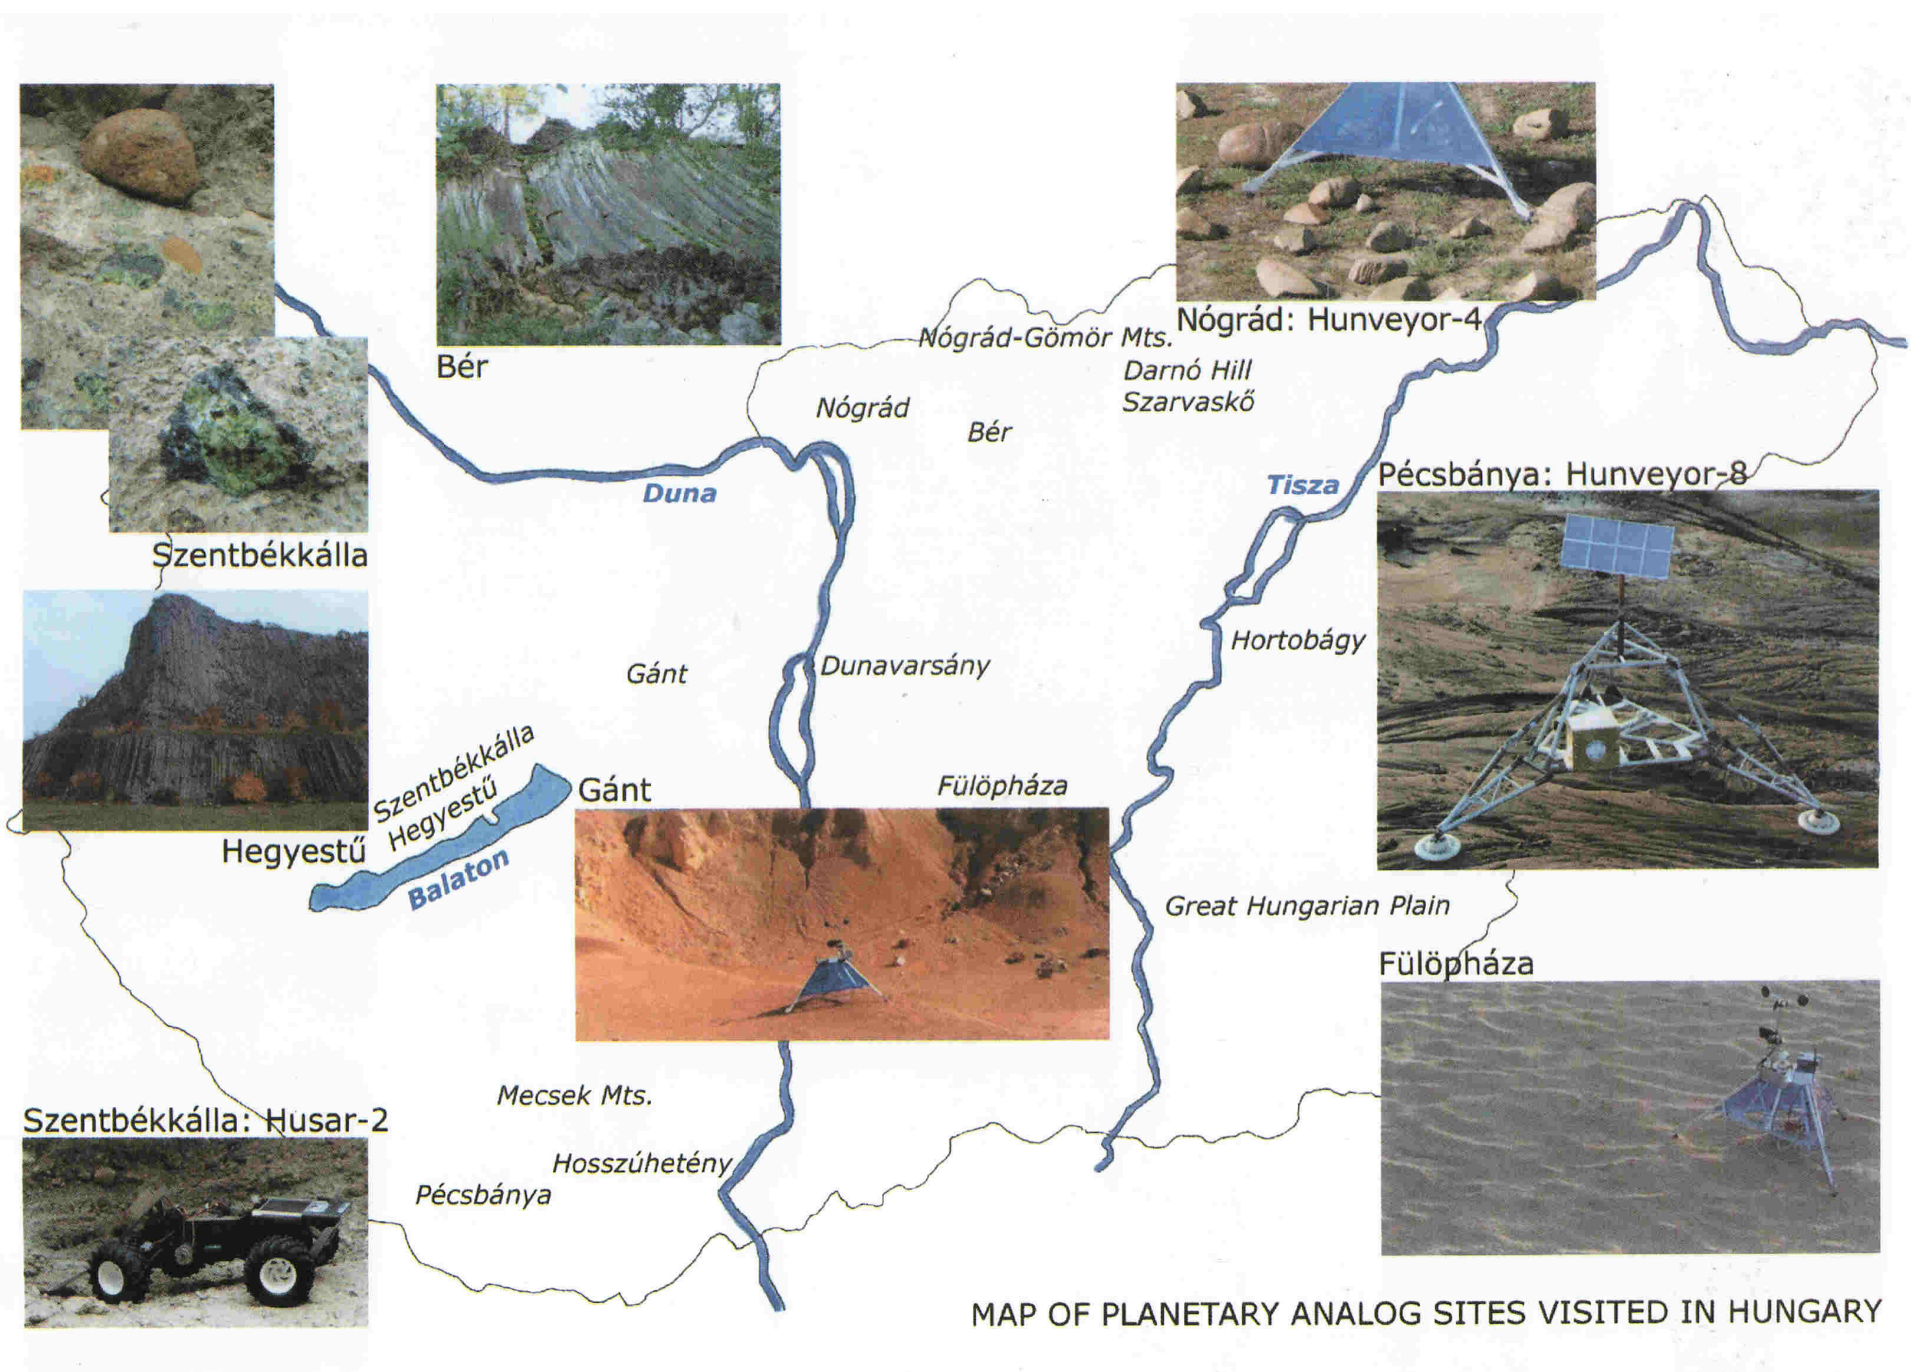 Nógrád: Hunveyor-4
Nógrád-Gömör Mts.
Bér
Darnó Hill
Szarvaskő
Nógrád
Bér
Pécsbánya: Hunveyor-8
Duna
Tisza
Szentbékkálla
Hortobágy
Gánt
Dunavarsány
Szentbékkálla
Hegyestű
Gánt
Fülöpháza
Hegyestű
Balaton
Great Hungarian Plain
Fülöpháza
Mecsek Mts.
Szentbékkálla: Husar-2
Hosszúhetény
Pécsbánya
MAP OF PLANETARY ANALOG SITES VISITED IN HUNGARY